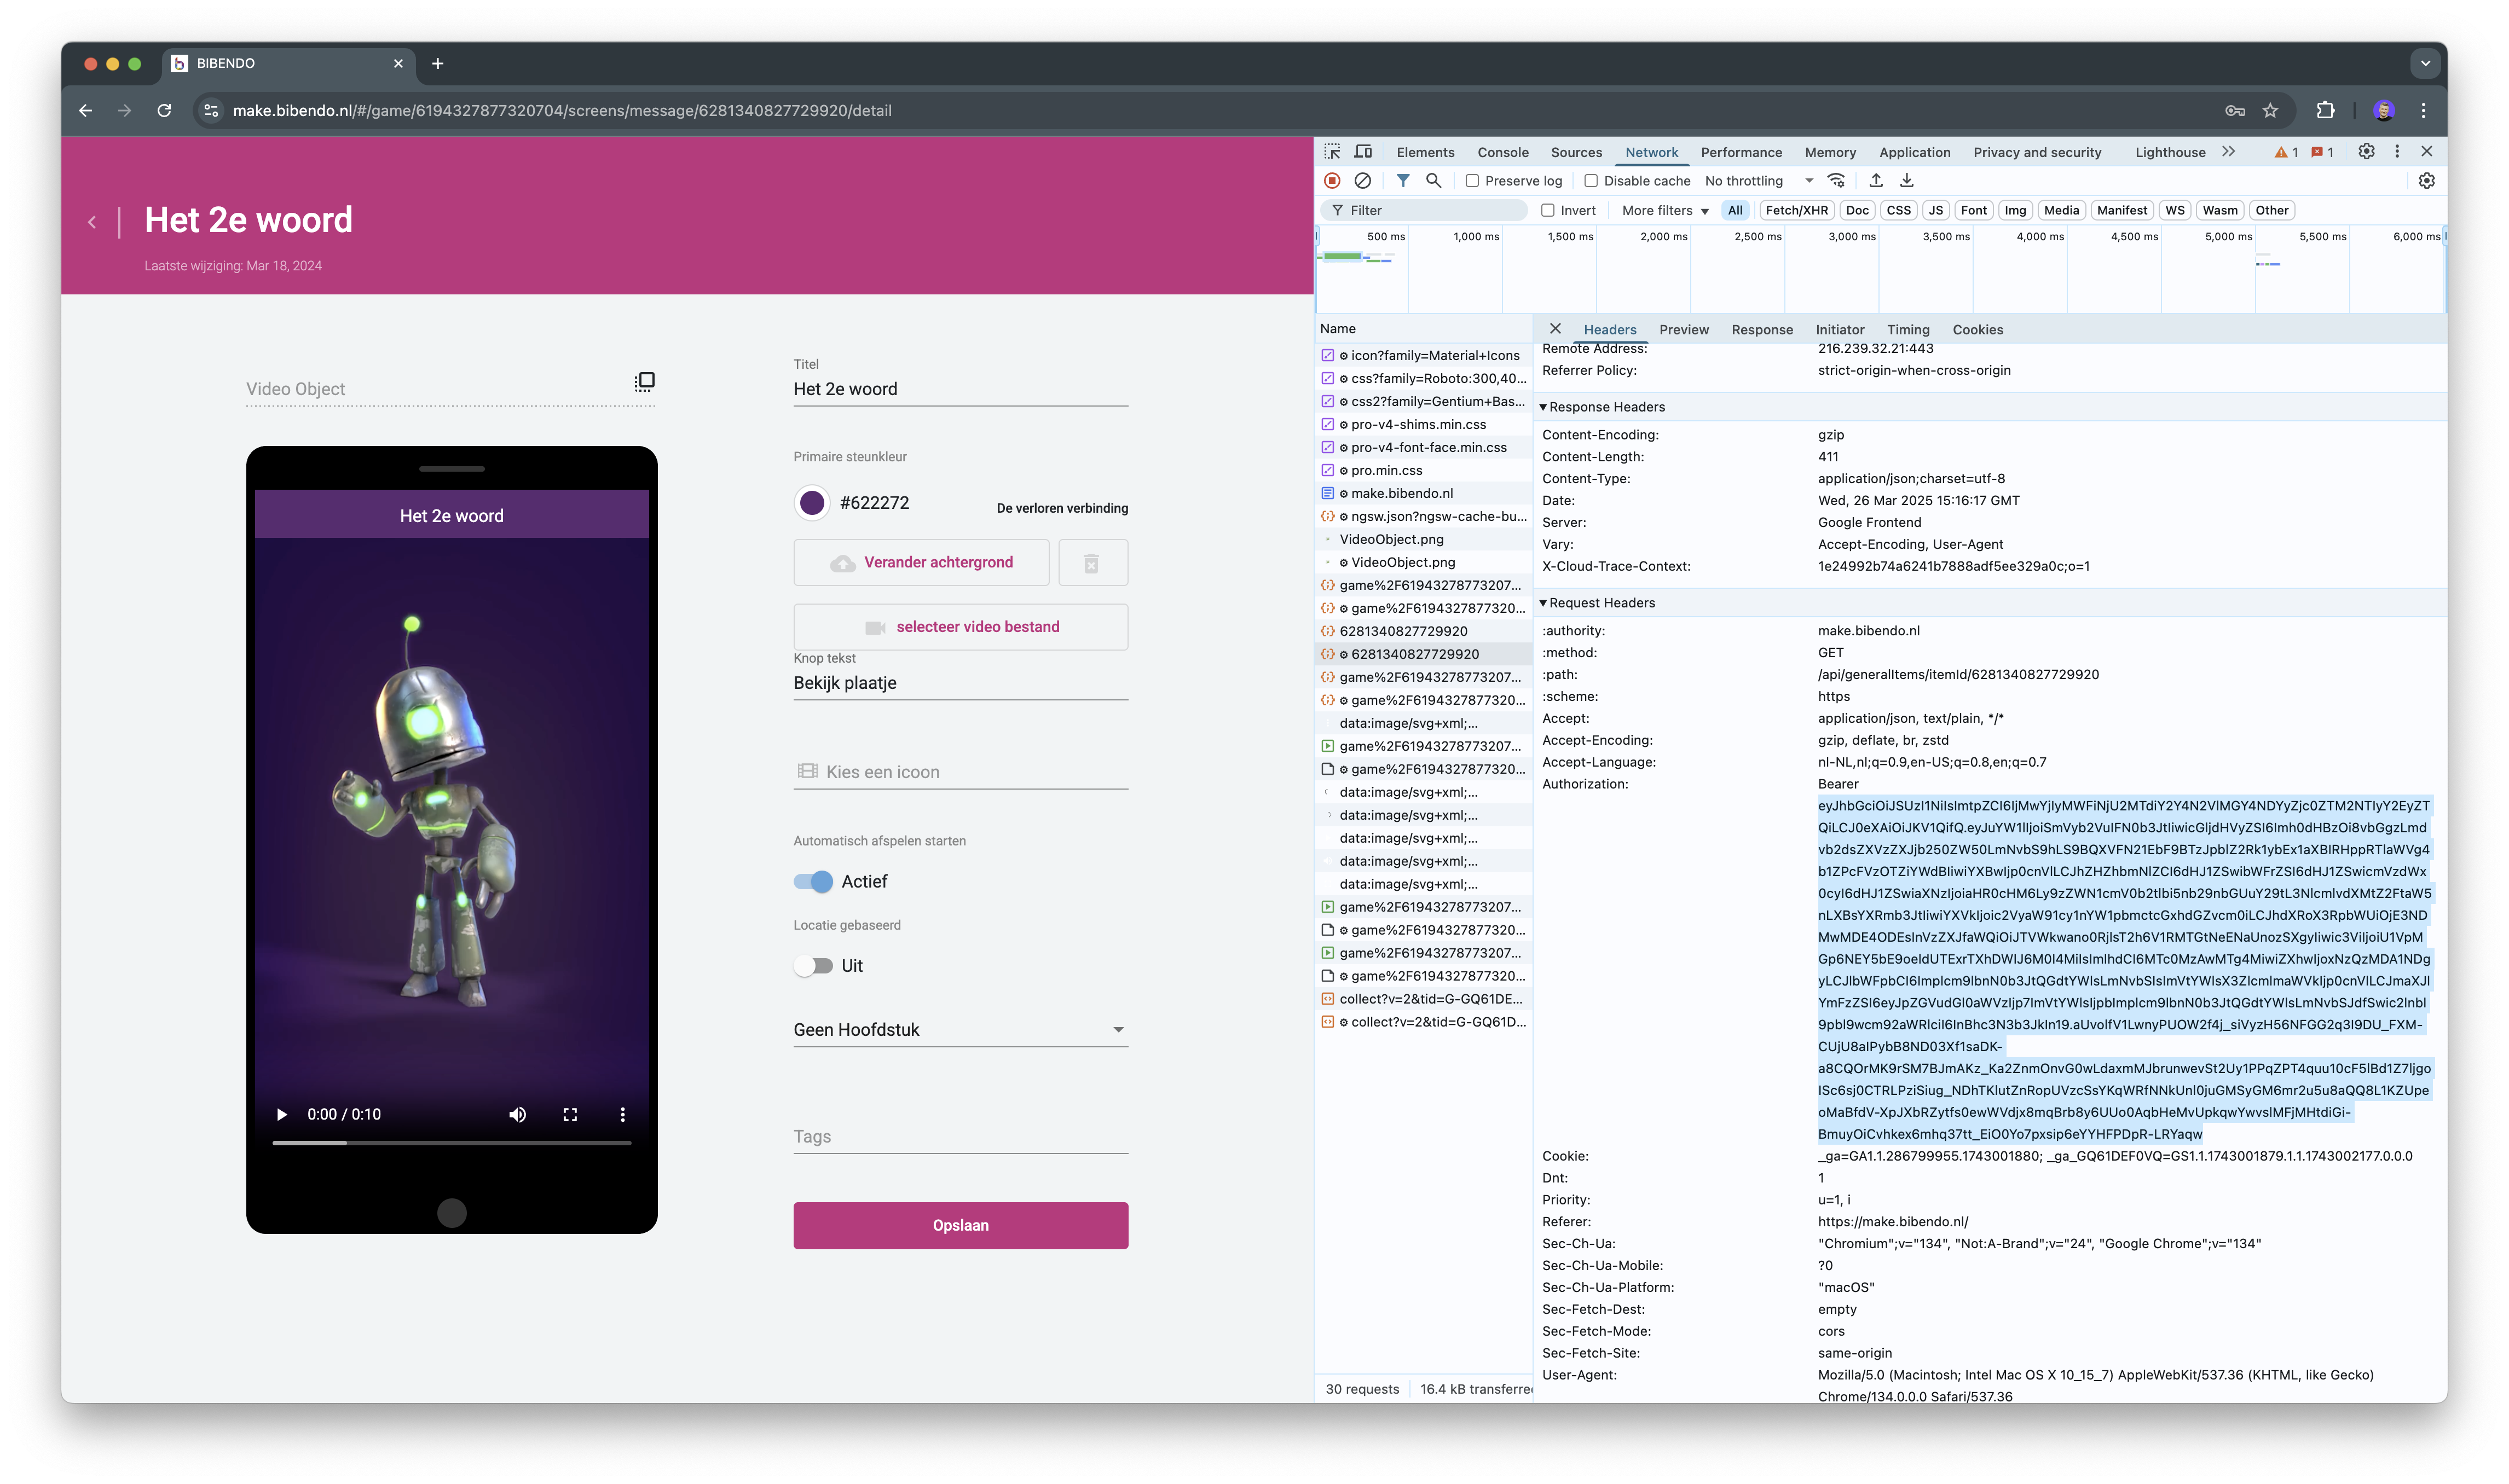 BIBENDO
make.bibendo.nl/#/game/6194327877320704/screens/message/6281340827729920/detail
Het 2e woord
Laatste wijziging: Mar 18, 2024
Video Object
Het 2e woord
0:00 / 0:10
Titel
Het 2e woord
Primaire steunkleur
#622272
De verloren verbinding
Verander achtergrond
selecteer video bestand
Knop tekst
Bekijk plaatje
Kies een icoon
Automatisch afspelen starten
Actief
Locatie gebaseerd
Uit
Geen Hoofdstuk
Tags
Opslaan
Elements Console Sources Network Performance Memory Application Privacy and security Lighthouse 1 1
Preserve log Disable cache No throttling
Filter Invert More filters All Fetch/XHR Doc CSS JS Font Img Media Manifest WS Wasm Other
500 ms 1,000 ms 1,500 ms 2,000 ms 2,500 ms 3,000 ms 3,500 ms 4,000 ms 4,500 ms 5,000 ms 5,500 ms 6,000 ms
Name
icon?family=Material+Icons
css?family=Roboto:300,40...
css2?family=Gentium+Bas...
pro-v4-shims.min.css
pro-v4-font-face.min.css
pro.min.css
make.bibendo.nl
ngsw.json?ngsw-cache-bu...
VideoObject.png
VideoObject.png
game%2F61943278773207...
game%2F6194327877320...
6281340827729920
6281340827729920
game%2F61943278773207...
game%2F6194327877320...
data:image/svg+xml;...
game%2F61943278773207...
game%2F6194327877320...
data:image/svg+xml;...
data:image/svg+xml;...
data:image/svg+xml;...
data:image/svg+xml;...
data:image/svg+xml;...
game%2F61943278773207...
game%2F6194327877320...
game%2F61943278773207...
game%2F6194327877320...
collect?v=2&tid=G-GQ61DE...
collect?v=2&tid=G-GQ61D...
30 requests 16.4 kB transferred
Headers Preview Response Initiator Timing Cookies
Remote Address: 216.239.32.21:443
Referrer Policy: strict-origin-when-cross-origin
Response Headers
Content-Encoding: gzip
Content-Length: 411
Content-Type: application/json;charset=utf-8
Date: Wed, 26 Mar 2025 15:16:17 GMT
Server: Google Frontend
Vary: Accept-Encoding, User-Agent
X-Cloud-Trace-Context: 1e24992b74a6241b7888adf5ee329a0c;o=1
Request Headers
:authority: make.bibendo.nl
:method: GET
:path: /api/generalItems/itemId/6281340827729920
:scheme: https
Accept: application/json, text/plain, */*
Accept-Encoding: gzip, deflate, br, zstd
Accept-Language: nl-NL,nl;q=0.9,en-US;q=0.8,en;q=0.7
Authorization: Bearer
Cookie: _ga=GA1.1.286799955.1743001880; _ga_GQ61DEF0VQ=GS1.1.1743001879.1.1.1743002177.0.0.0
Dnt: 1
Priority: u=1, i
Referer: https://make.bibendo.nl/
Sec-Ch-Ua: "Chromium";v="134", "Not:A-Brand";v="24", "Google Chrome";v="134"
Sec-Ch-Ua-Mobile: ?0
Sec-Ch-Ua-Platform: "macOS"
Sec-Fetch-Dest: empty
Sec-Fetch-Mode: cors
Sec-Fetch-Site: same-origin
User-Agent: Mozilla/5.0 (Macintosh; Intel Mac OS X 10_15_7) AppleWebKit/537.36 (KHTML, like Gecko)
Chrome/134.0.0.0 Safari/537.36